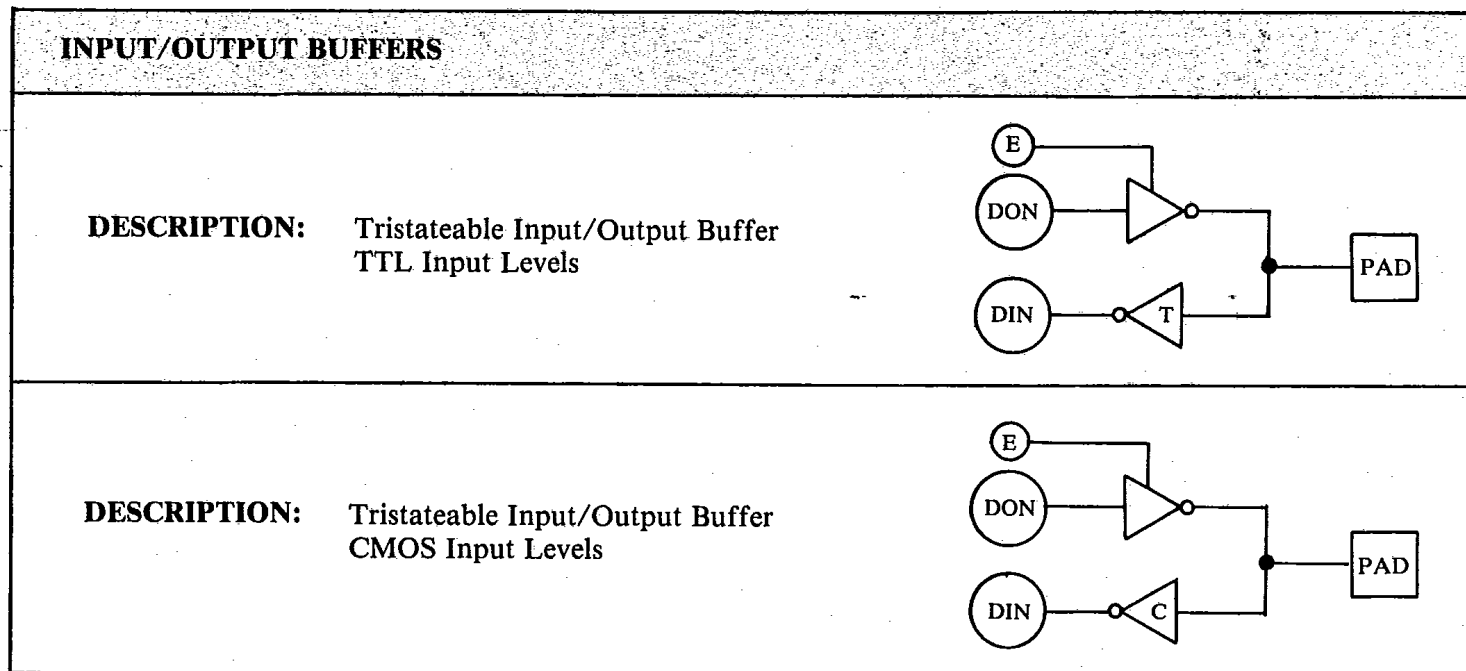 INPUT/OUTPUT BUFFERS
E
DON
DESCRIPTION: Tristateable Input/Output Buffer
TTL Input Levels
PAD
DIN
T
E
DON
DESCRIPTION: Tristateable Input/Output Buffer
CMOS Input Levels
PAD
DIN
C